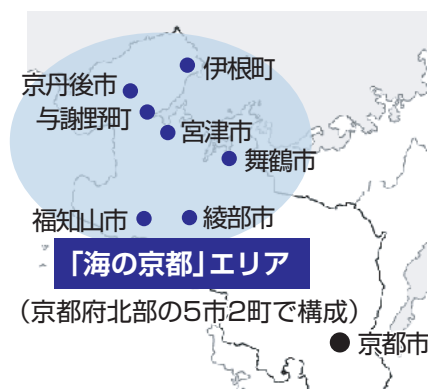 伊根町
京丹後市
与謝野町
宮津市
舞鶴市
福知山市
綾部市
「海の京都」エリア
（京都府北部の5市2町で構成）
京都市